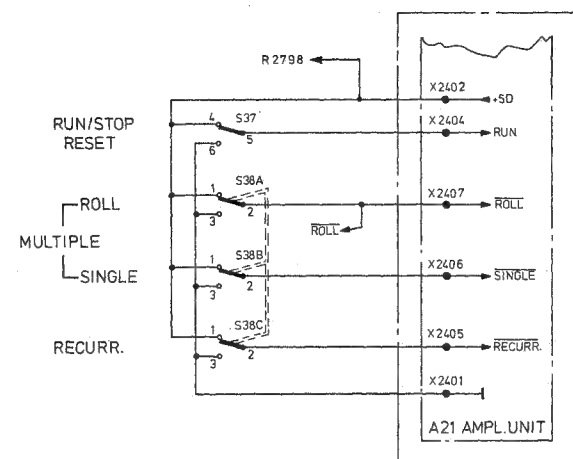 R2798
X2402
+5D
4 S37
5
6
RUN/STOP
RESET
X2404
RUN
1 S38A
2
3
ROLL
X2407
ROLL
ROLL
MULTIPLE
1 S38B
2
3
SINGLE
X2406
SINGLE
1 S38C
2
3
RECURR.
X2405
RECURR.
X2401
A21 AMPL.UNIT